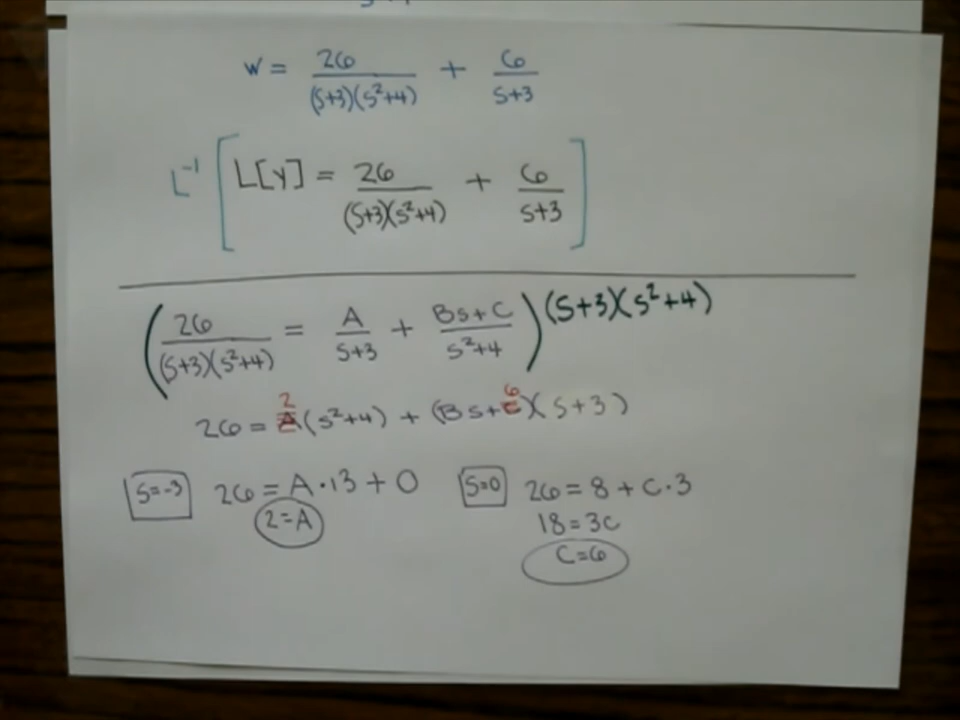 W = 26/((S+3)(S²+4)) + 6/(S+3)
L⁻¹ [ L[y] = 26/((S+3)(S²+4)) + 6/(S+3) ]
( 26/((S+3)(S²+4)) = A/(S+3) + (Bs+C)/(S²+4) ) (S+3)(S²+4)
2 6
26 = A(S²+4) + (Bs+C)(S+3)
S=-3 26 = A·13 + 0 S=0 26 = 8 + C·3
2=A 18=3C
C=6